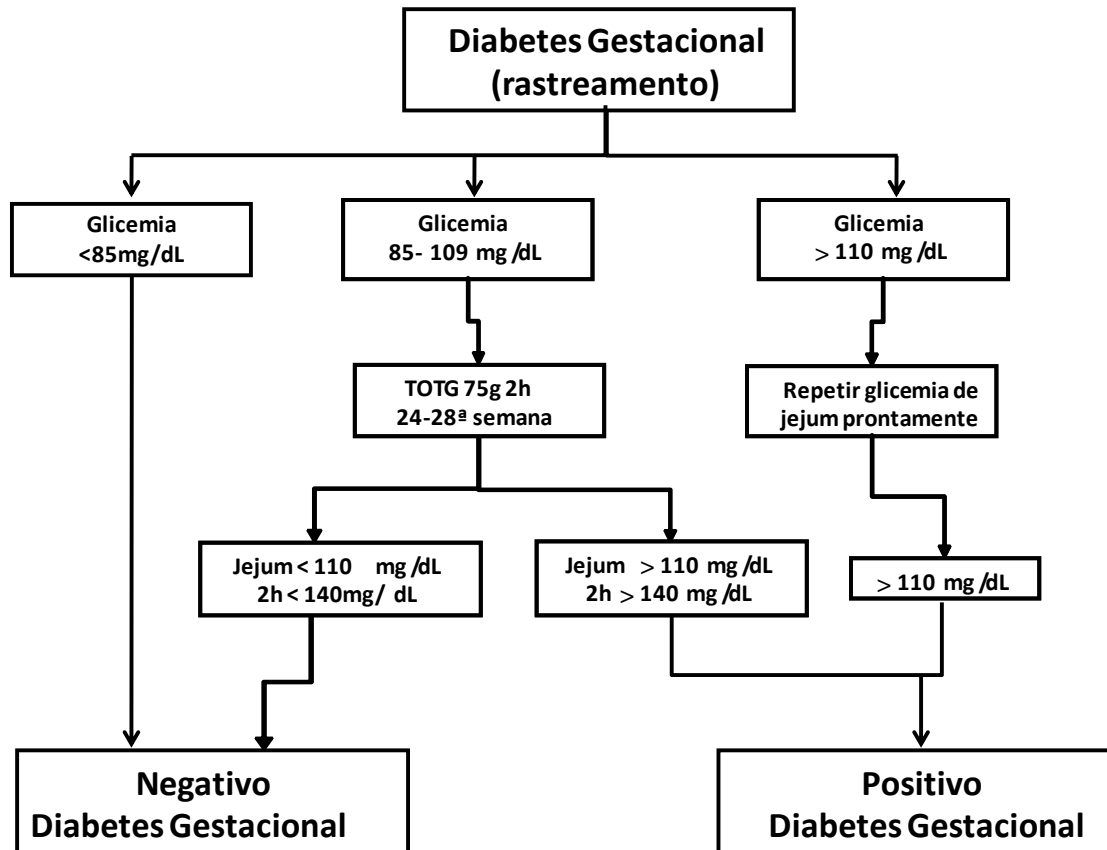 Diabetes Gestacional
(rastreamento)
Glicemia
<85mg/dL
Glicemia
85- 109 mg /dL
Glicemia
> 110 mg /dL
TOTG 75g 2h
24-28ª semana
Repetir glicemia de
jejum prontamente
Jejum < 110 mg /dL
2h < 140mg/ dL
Jejum > 110 mg /dL
2h > 140 mg /dL
> 110 mg /dL
Negativo
Diabetes Gestacional
Positivo
Diabetes Gestacional